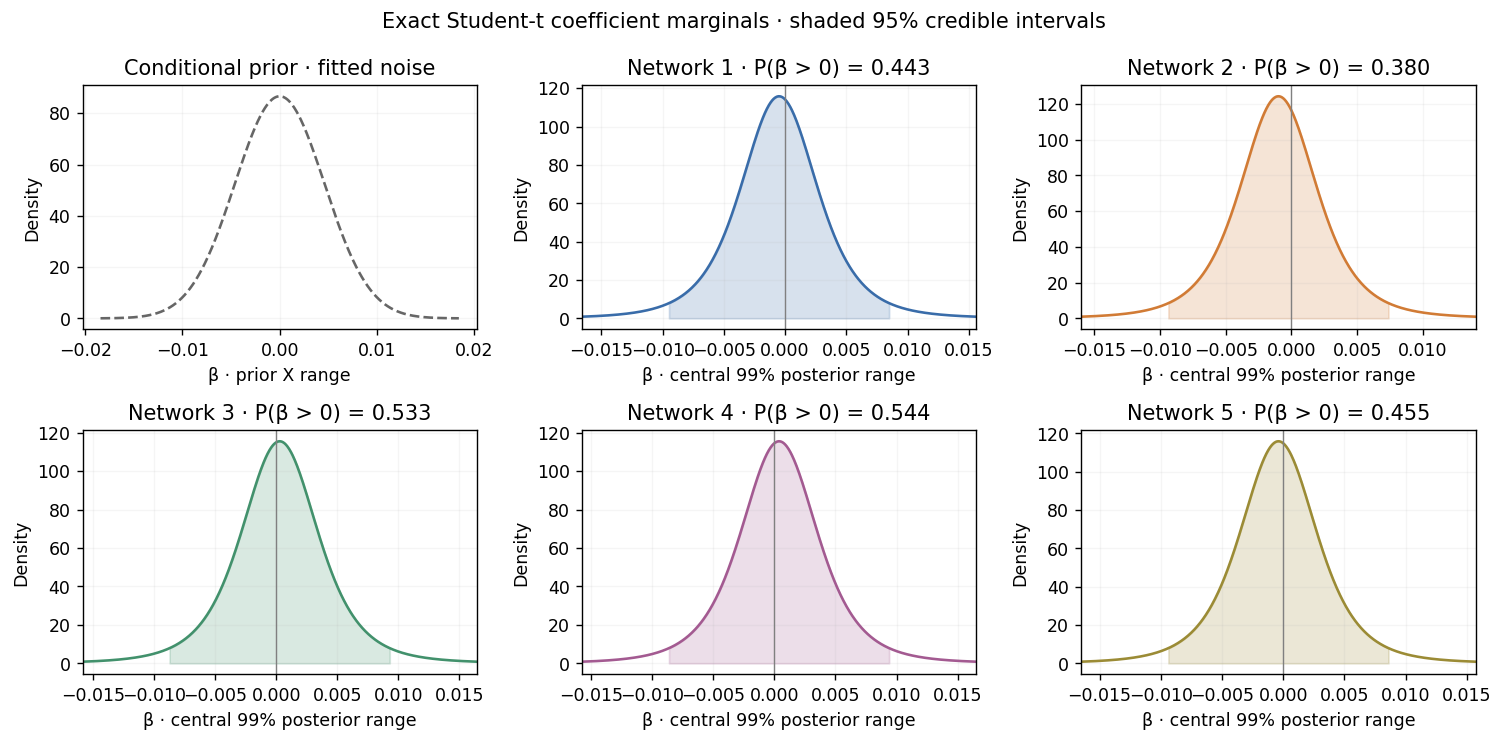 Exact Student-t coefficient marginals · shaded 95% credible intervals
Conditional prior · fitted noise
Density
80
60
40
20
0
−0.02 −0.01 0.00 0.01 0.02
β · prior X range
Network 1 · P(β > 0) = 0.443
Density
120
100
80
60
40
20
0
−0.015 −0.010 −0.005 0.000 0.005 0.010 0.015
β · central 99% posterior range
Network 2 · P(β > 0) = 0.380
Density
120
100
80
60
40
20
0
−0.015 −0.010 −0.005 0.000 0.005 0.010
β · central 99% posterior range
Network 3 · P(β > 0) = 0.533
Density
120
100
80
60
40
20
0
−0.015 −0.010 −0.005 0.000 0.005 0.010 0.015
β · central 99% posterior range
Network 4 · P(β > 0) = 0.544
Density
120
100
80
60
40
20
0
−0.015 −0.010 −0.005 0.000 0.005 0.010 0.015
β · central 99% posterior range
Network 5 · P(β > 0) = 0.455
Density
120
100
80
60
40
20
0
−0.015 −0.010 −0.005 0.000 0.005 0.010 0.015
β · central 99% posterior range